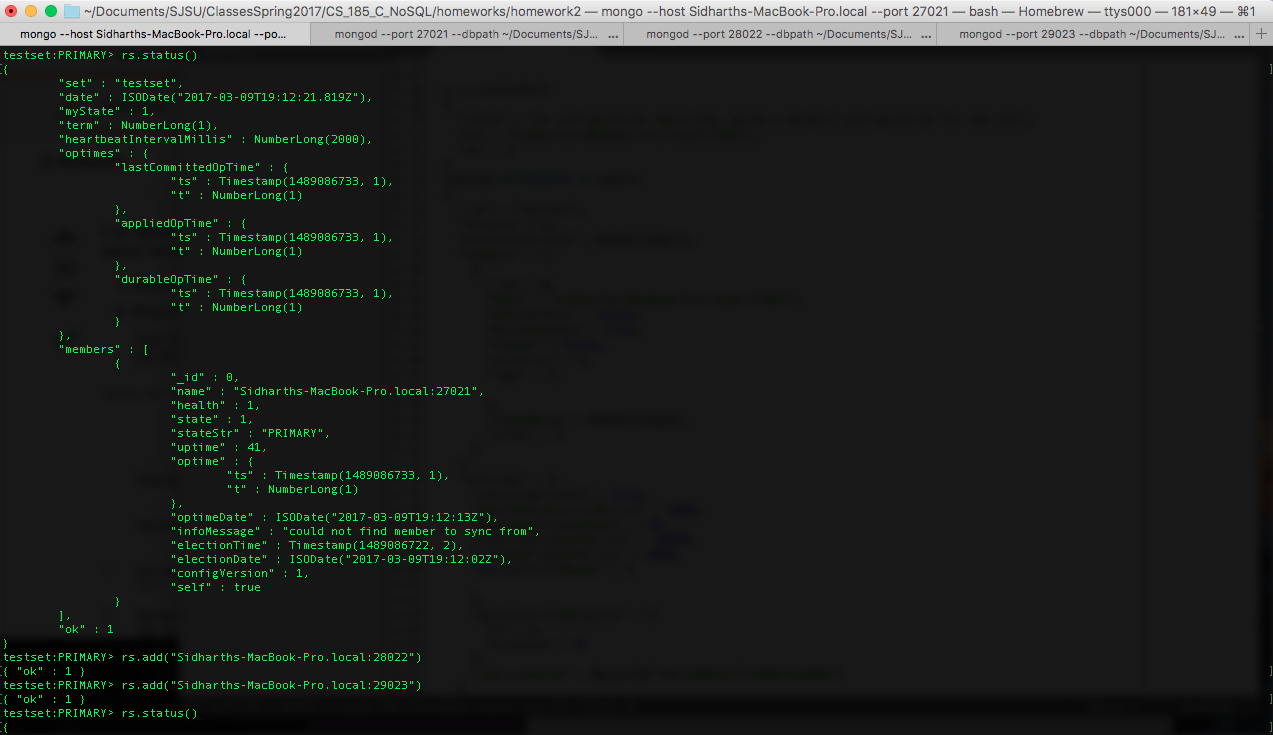 ~/Documents/SJSU/ClassesSpring2017/CS_185_C_NoSQL/homeworks/homework2 — mongo --host Sidharths-MacBook-Pro.local --port 27021 — bash — Homebrew — ttys000 — 181×49 — ⌘1
mongo --host Sidharths-MacBook-Pro.local --po... mongod --port 27021 --dbpath ~/Documents/SJ... ... mongod --port 28022 --dbpath ~/Documents/SJ... ... mongod --port 29023 --dbpath ~/Documents/SJ... ... +
testset:PRIMARY> rs.status()
[{ ]
"set" : "testset",
"date" : ISODate("2017-03-09T19:12:21.819Z"),
"myState" : 1,
"term" : NumberLong(1),
"heartbeatIntervalMillis" : NumberLong(2000),
"optimes" : {
"lastCommittedOpTime" : {
"ts" : Timestamp(1489086733, 1),
"t" : NumberLong(1)
},
"appliedOpTime" : {
"ts" : Timestamp(1489086733, 1),
"t" : NumberLong(1)
},
"durableOpTime" : {
"ts" : Timestamp(1489086733, 1),
"t" : NumberLong(1)
}
},
"members" : [
{
"_id" : 0,
"name" : "Sidharths-MacBook-Pro.local:27021",
"health" : 1,
"state" : 1,
"stateStr" : "PRIMARY",
"uptime" : 41,
"optime" : {
"ts" : Timestamp(1489086733, 1),
"t" : NumberLong(1)
},
"optimeDate" : ISODate("2017-03-09T19:12:13Z"),
"infoMessage" : "could not find member to sync from",
"electionTime" : Timestamp(1489086722, 2),
"electionDate" : ISODate("2017-03-09T19:12:02Z"),
"configVersion" : 1,
"self" : true
}
],
"ok" : 1
}
testset:PRIMARY> rs.add("Sidharths-MacBook-Pro.local:28022")
[{ "ok" : 1 } ]
testset:PRIMARY> rs.add("Sidharths-MacBook-Pro.local:29023")
[{ "ok" : 1 } ]
testset:PRIMARY> rs.status()
[{ ]